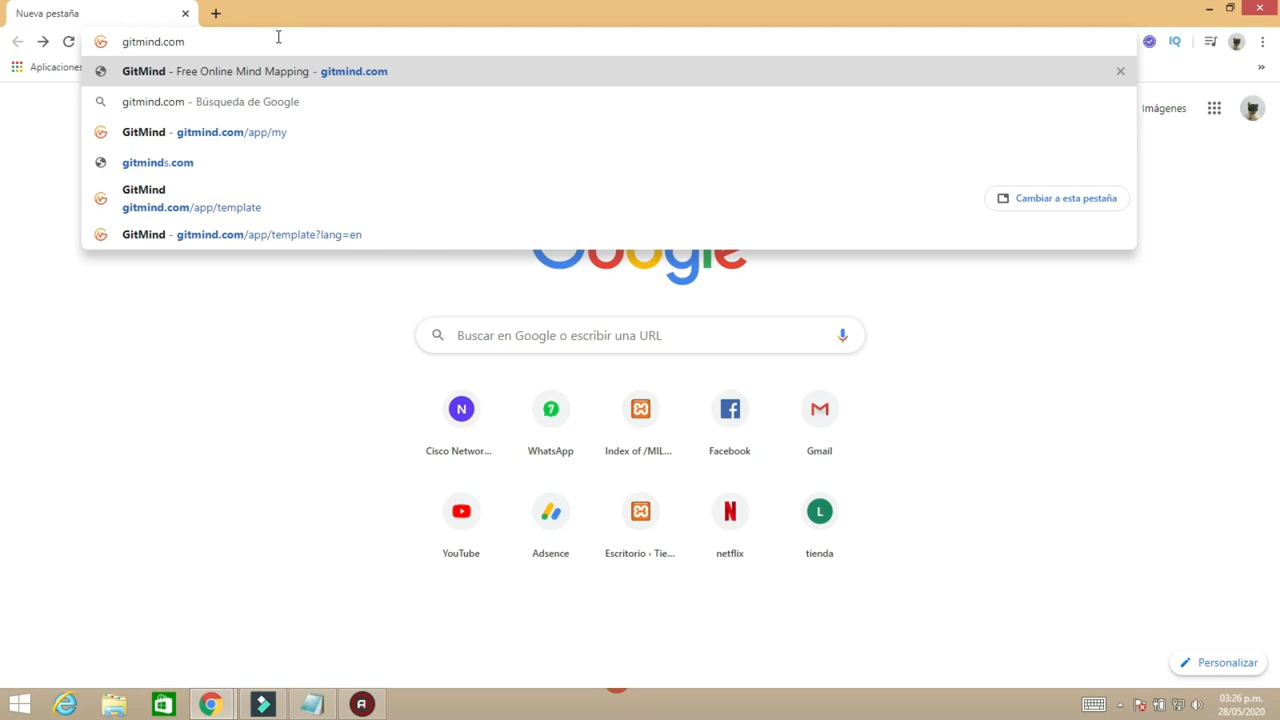 Nueva pestaña
gitmind.com
IQ
Aplicaciones
GitMind - Free Online Mind Mapping - gitmind.com
gitmind.com - Búsqueda de Google
GitMind - gitmind.com/app/my
gitminds.com
GitMind
gitmind.com/app/template
Cambiar a esta pestaña
GitMind - gitmind.com/app/template?lang=en
Imágenes
Google
Buscar en Google o escribir una URL
N
7
Cisco Networ...
WhatsApp
Index of /MIL...
Facebook
Gmail
N
L
YouTube
Adsence
Escritorio ‹ Tie...
netflix
tienda
Personalizar
03:26 p.m.
28/05/2020